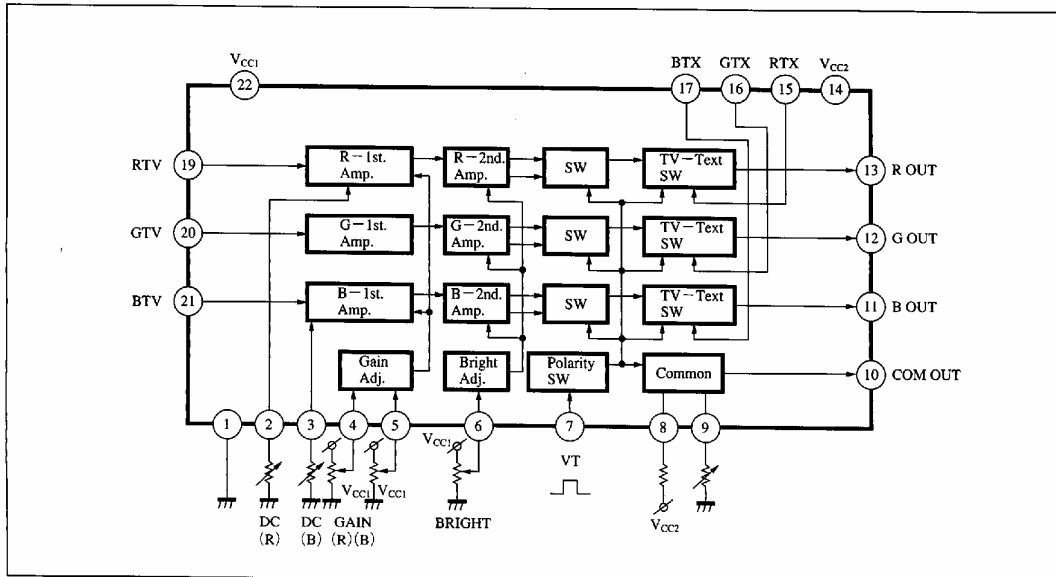 VCC1
BTX GTX RTX VCC2
22
17 16 15 14
RTV 19
R−1st. Amp.
R−2nd. Amp.
SW
TV−Text SW
13 R OUT
GTV 20
G−1st. Amp.
G−2nd. Amp.
SW
TV−Text SW
12 G OUT
BTV 21
B−1st. Amp.
B−2nd. Amp.
SW
TV−Text SW
11 B OUT
Gain Adj.
Bright Adj.
Polarity SW
Common
10 COM OUT
1 2 3 4 5 6 7 8 9
VCC1
VT
VCC1 VCC1
DC (R)
DC (B)
GAIN (R)(B)
BRIGHT
VCC2